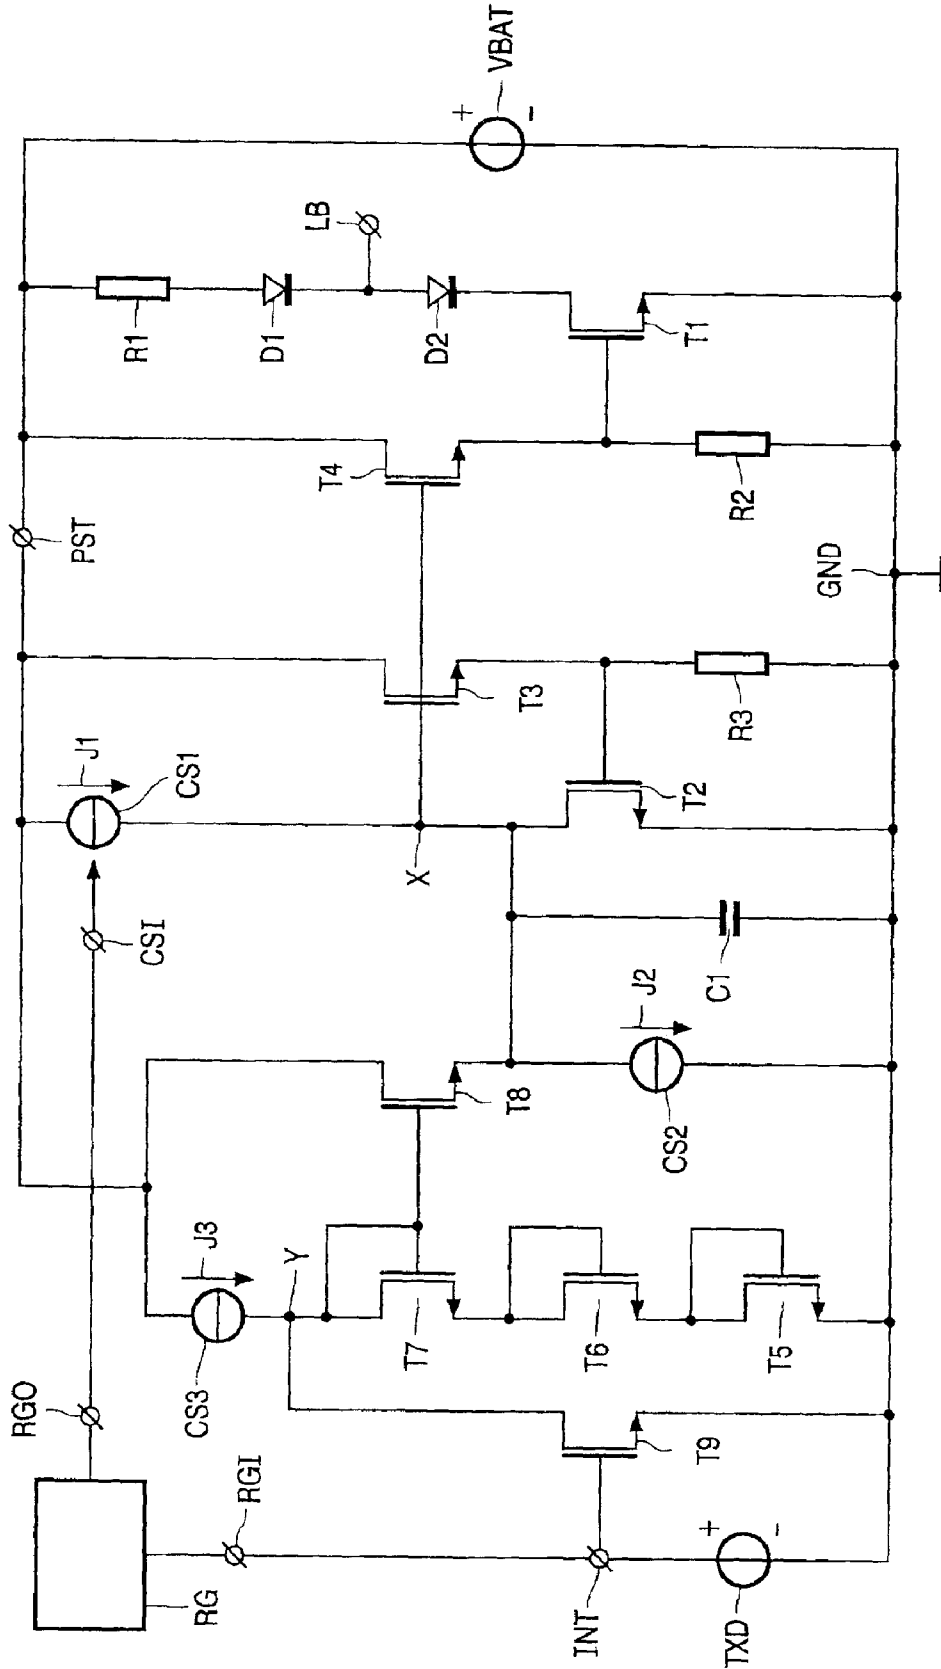 RG
RGO
RGI
INT
TXD
+
-
CS3
J3
Y
T7
T6
T5
T9
T8
CS2
J2
C1
CSI
CS1
J1
X
T3
T2
R3
PST
GND
T4
R2
R1
D1
LB
D2
T1
VBAT
+
-